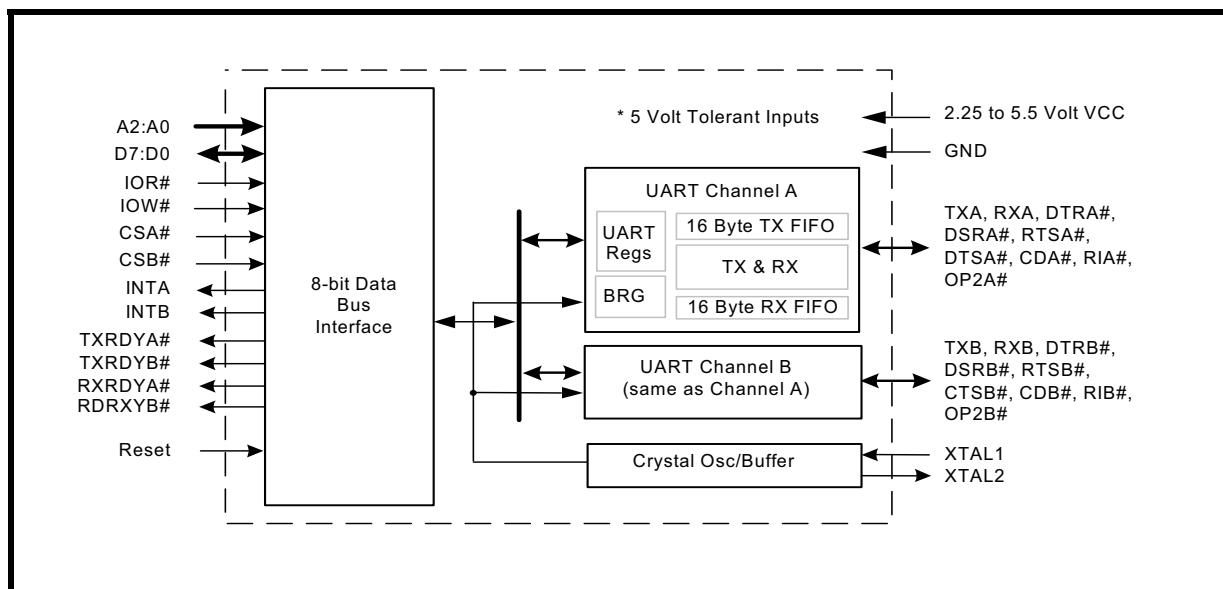 A2:A0
D7:D0
IOR#
IOW#
CSA#
CSB#
INTA
INTB
TXRDYA#
TXRDYB#
RXRDYA#
RDRXYB#
Reset
8-bit Data
Bus
Interface
* 5 Volt Tolerant Inputs
UART Channel A
UART
Regs
BRG
16 Byte TX FIFO
TX & RX
16 Byte RX FIFO
UART Channel B
(same as Channel A)
Crystal Osc/Buffer
2.25 to 5.5 Volt VCC
GND
TXA, RXA, DTRA#,
DSRA#, RTSA#,
DTSA#, CDA#, RIA#,
OP2A#
TXB, RXB, DTRB#,
DSRB#, RTSB#,
CTSB#, CDB#, RIB#,
OP2B#
XTAL1
XTAL2